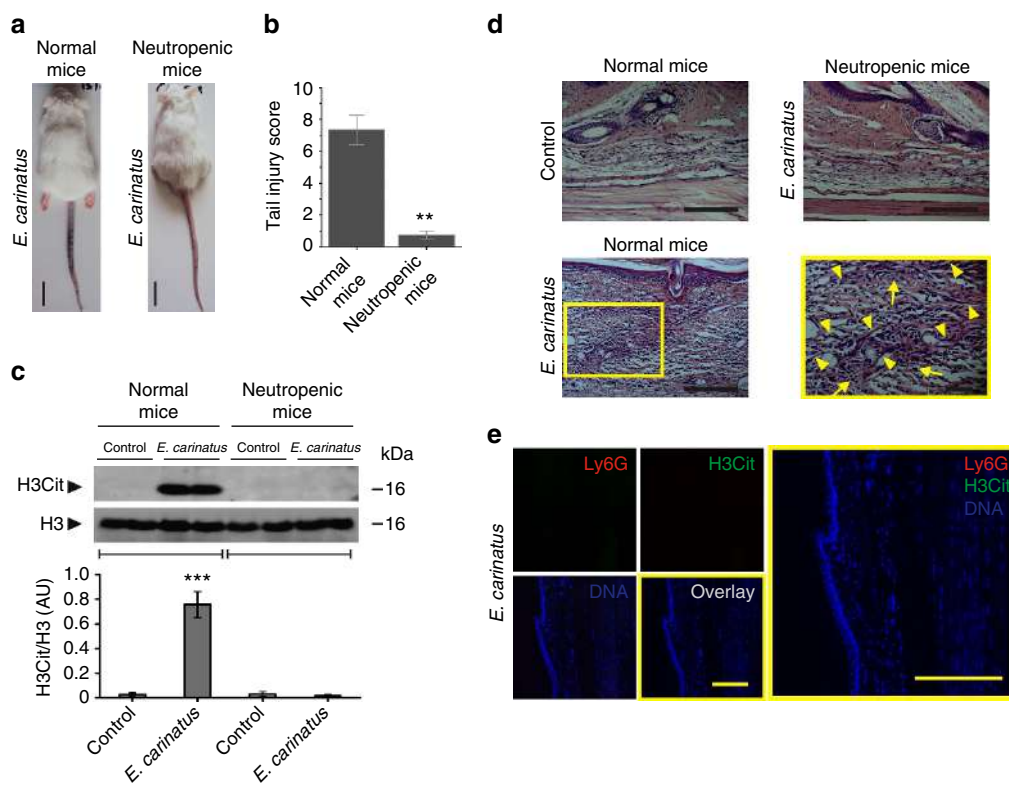 a
Normal
mice
Neutropenic
mice
E. carinatus
E. carinatus
b
Tail injury score
10
8
6
4
2
0
**
Normal
mice
Neutropenic
mice
c
Normal
mice
Neutropenic
mice
Control
E. carinatus
Control
E. carinatus
kDa
H3Cit
16
H3
16
H3Cit/H3 (AU)
1.0
0.8
0.6
0.4
0.2
0
***
Control
E. carinatus
Control
E. carinatus
d
Normal mice
Neutropenic mice
Control
E. carinatus
Normal mice
E. carinatus
e
E. carinatus
Ly6G
H3Cit
DNA
Overlay
Ly6G
H3Cit
DNA